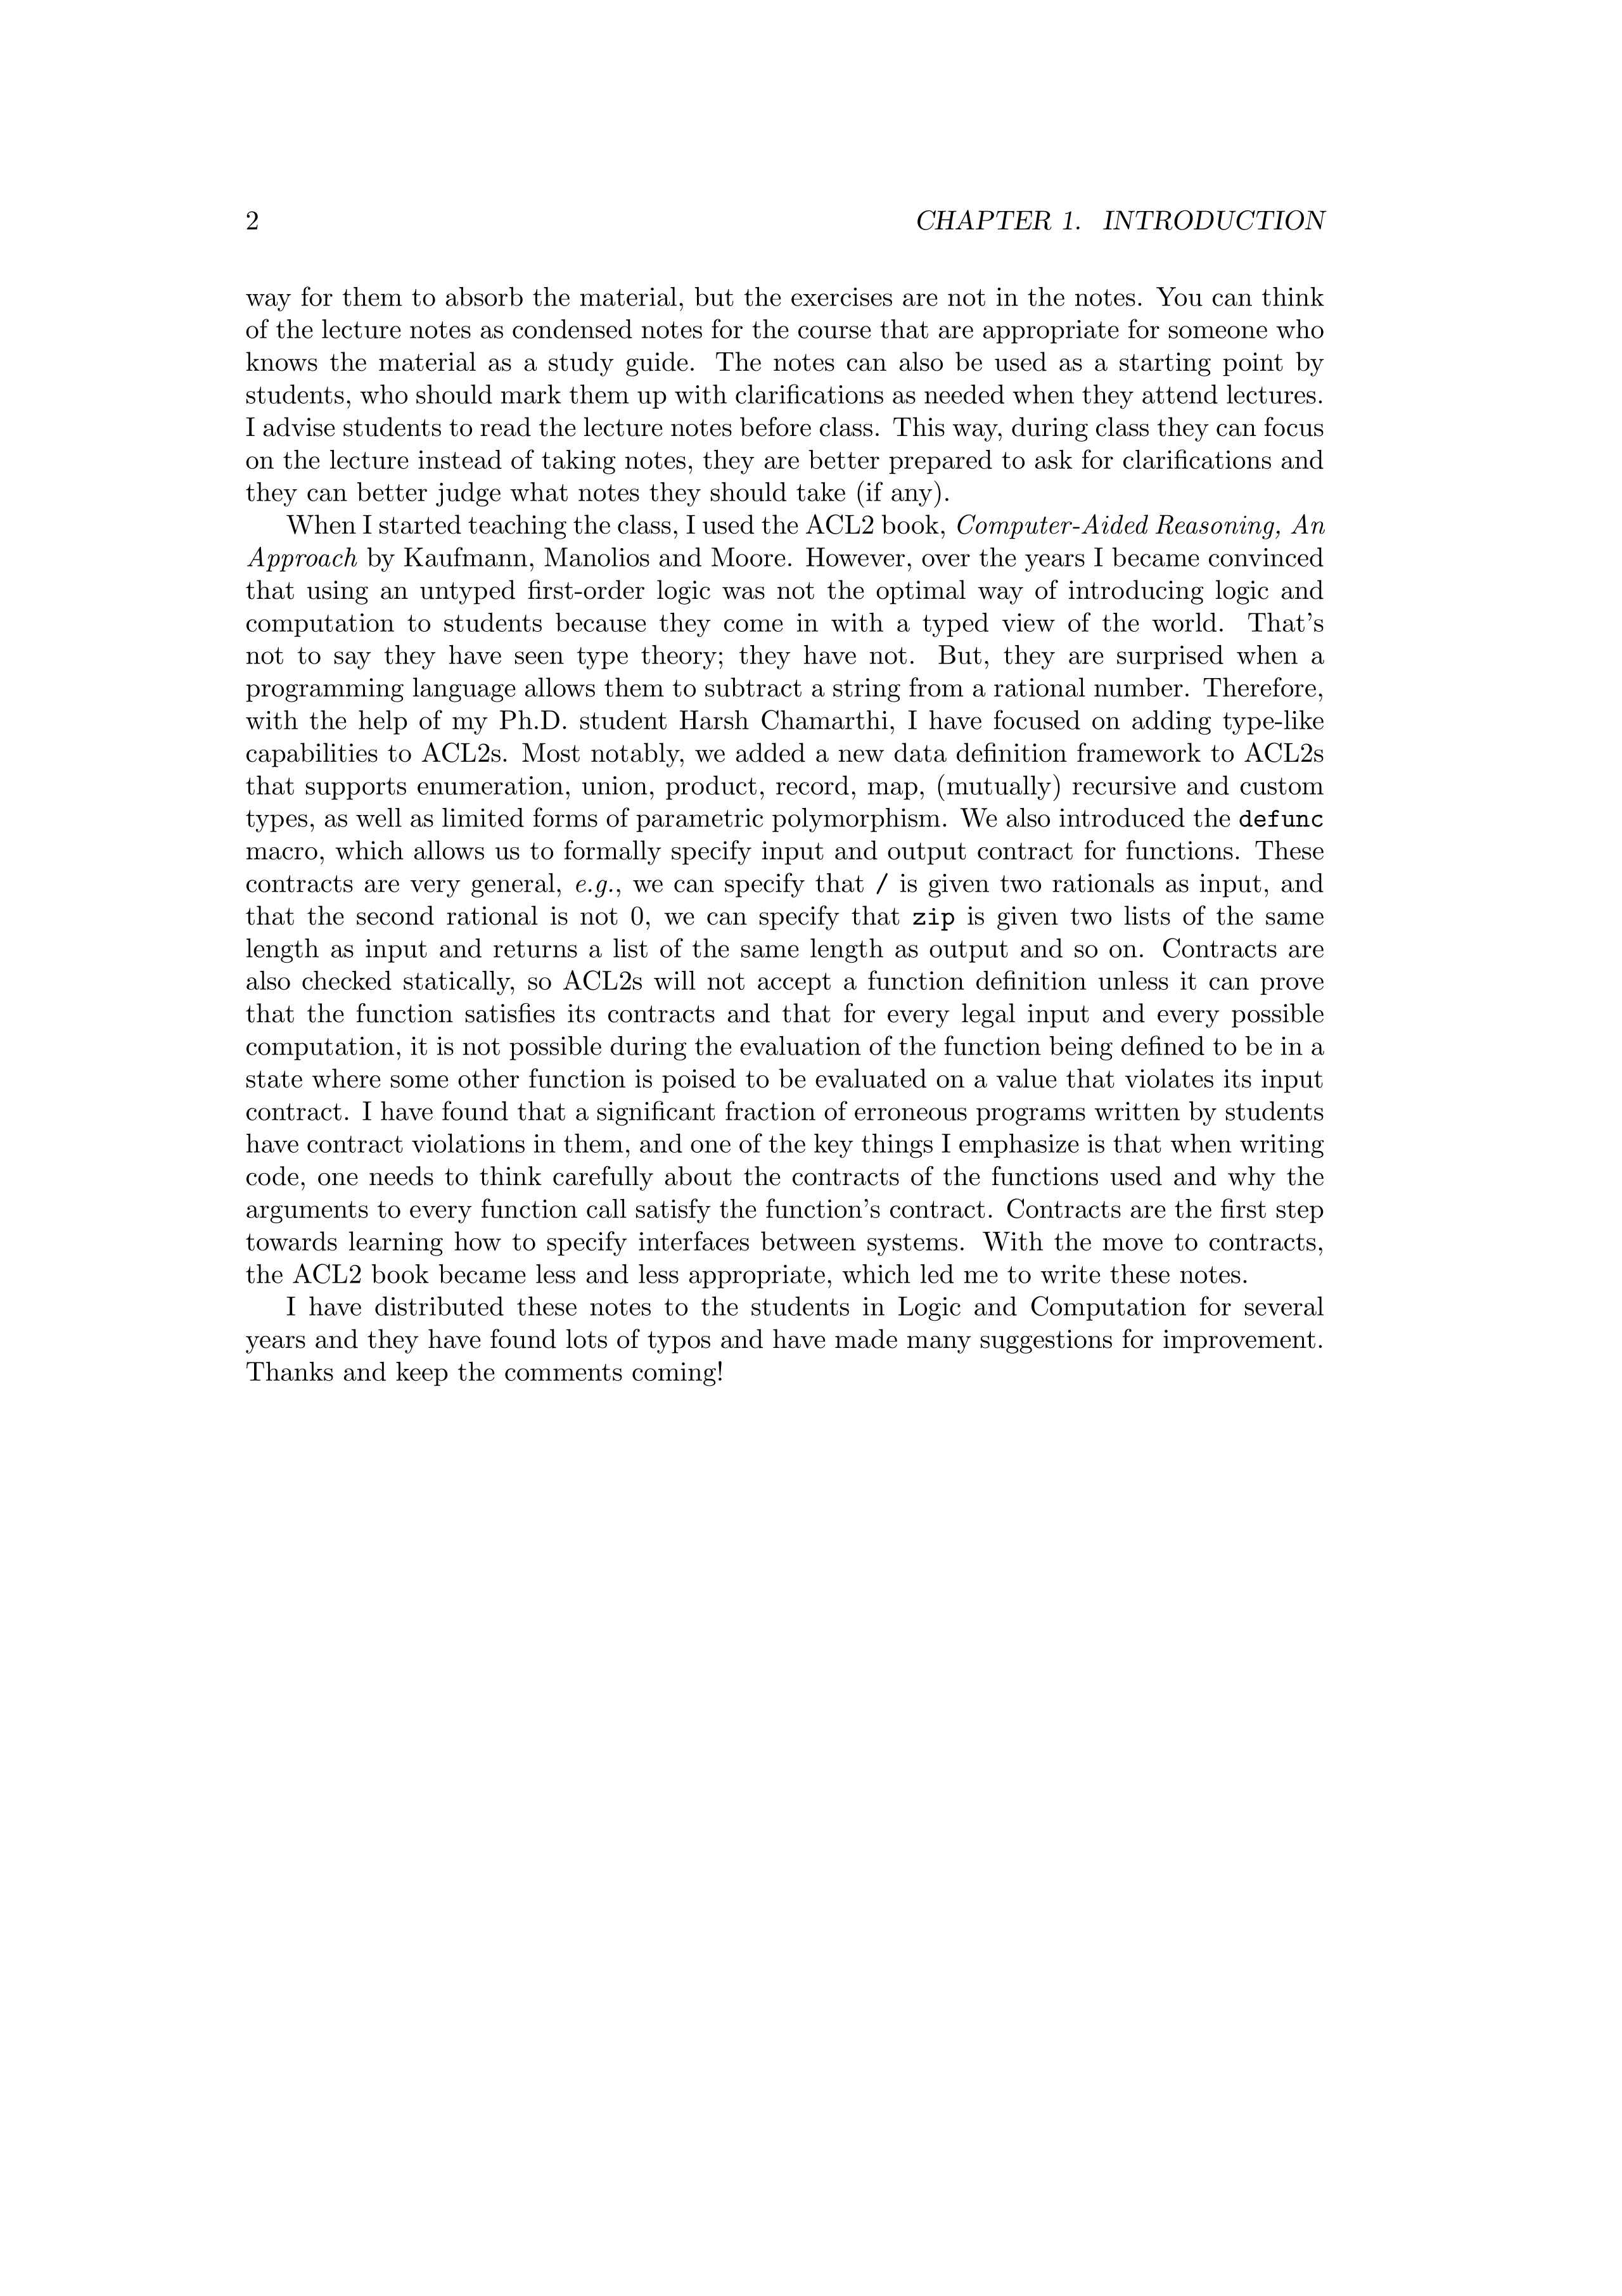 2 CHAPTER 1. INTRODUCTION
way for them to absorb the material, but the exercises are not in the notes. You can think
of the lecture notes as condensed notes for the course that are appropriate for someone who
knows the material as a study guide. The notes can also be used as a starting point by
students, who should mark them up with clarifications as needed when they attend lectures.
I advise students to read the lecture notes before class. This way, during class they can focus
on the lecture instead of taking notes, they are better prepared to ask for clarifications and
they can better judge what notes they should take (if any).
When I started teaching the class, I used the ACL2 book, Computer-Aided Reasoning, An
Approach by Kaufmann, Manolios and Moore. However, over the years I became convinced
that using an untyped first-order logic was not the optimal way of introducing logic and
computation to students because they come in with a typed view of the world. That's
not to say they have seen type theory; they have not. But, they are surprised when a
programming language allows them to subtract a string from a rational number. Therefore,
with the help of my Ph.D. student Harsh Chamarthi, I have focused on adding type-like
capabilities to ACL2s. Most notably, we added a new data definition framework to ACL2s
that supports enumeration, union, product, record, map, (mutually) recursive and custom
types, as well as limited forms of parametric polymorphism. We also introduced the defunc
macro, which allows us to formally specify input and output contract for functions. These
contracts are very general, e.g., we can specify that / is given two rationals as input, and
that the second rational is not 0, we can specify that zip is given two lists of the same
length as input and returns a list of the same length as output and so on. Contracts are
also checked statically, so ACL2s will not accept a function definition unless it can prove
that the function satisfies its contracts and that for every legal input and every possible
computation, it is not possible during the evaluation of the function being defined to be in a
state where some other function is poised to be evaluated on a value that violates its input
contract. I have found that a significant fraction of erroneous programs written by students
have contract violations in them, and one of the key things I emphasize is that when writing
code, one needs to think carefully about the contracts of the functions used and why the
arguments to every function call satisfy the function's contract. Contracts are the first step
towards learning how to specify interfaces between systems. With the move to contracts,
the ACL2 book became less and less appropriate, which led me to write these notes.
I have distributed these notes to the students in Logic and Computation for several
years and they have found lots of typos and have made many suggestions for improvement.
Thanks and keep the comments coming!